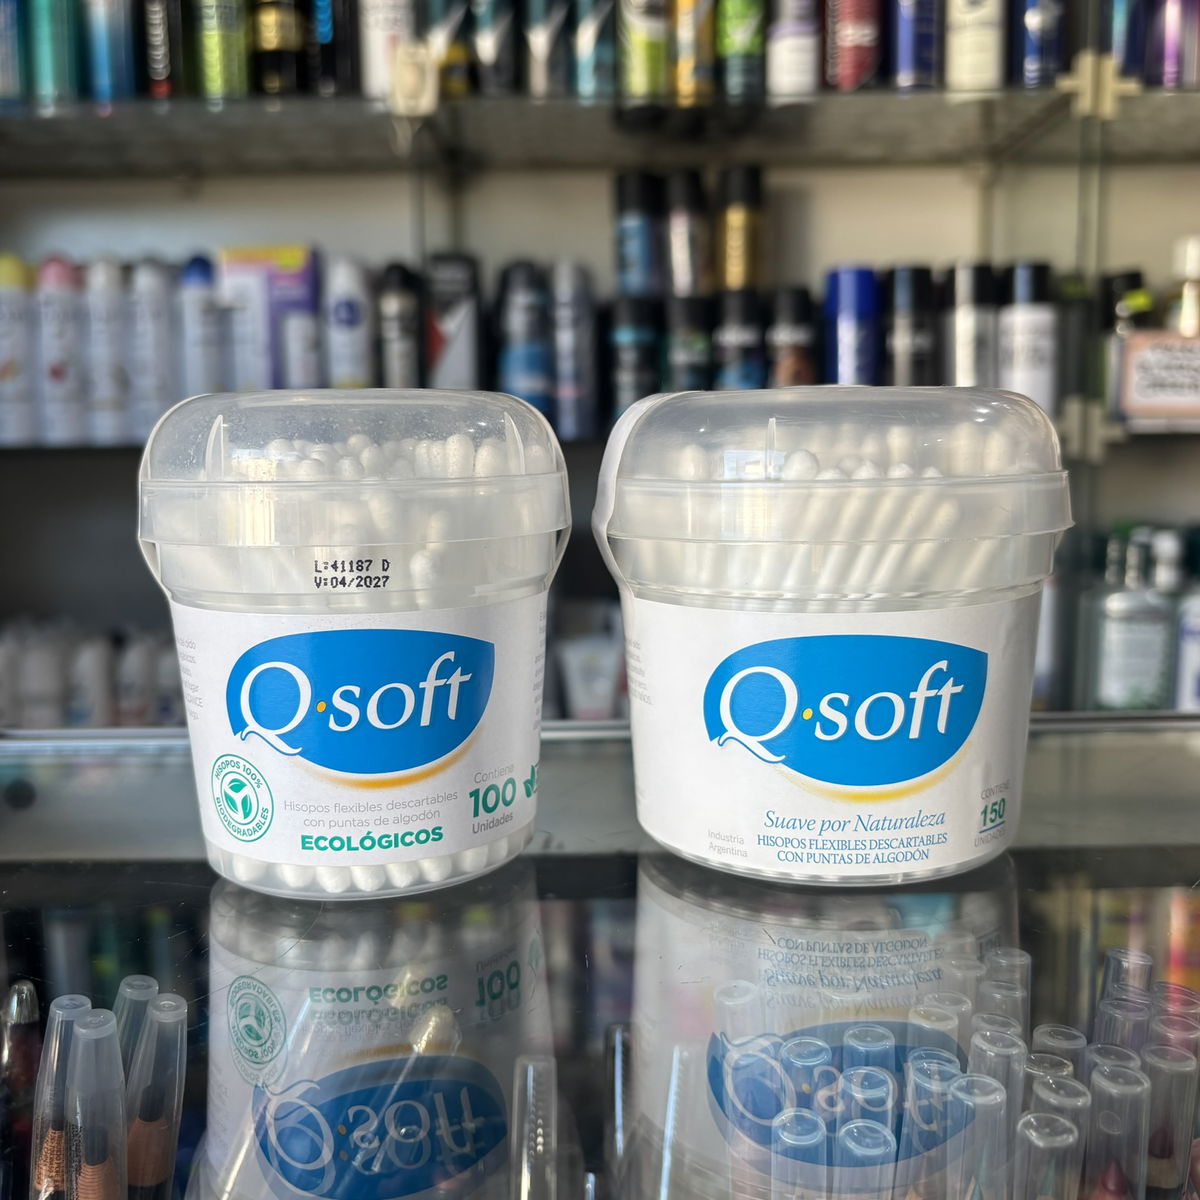 L:41187 D
V:04/2027
Q·soft
HISOPOS 100%
BIODEGRADABLES
Hisopos flexibles descartables
con puntas de algodón
ECOLÓGICOS
Contiene
100
Unidades
Q·soft
Suave por Naturaleza
HISOPOS FLEXIBLES DESCARTABLES
CON PUNTAS DE ALGODÓN
Industria
Argentina
CONTIENE
150
UNIDADES